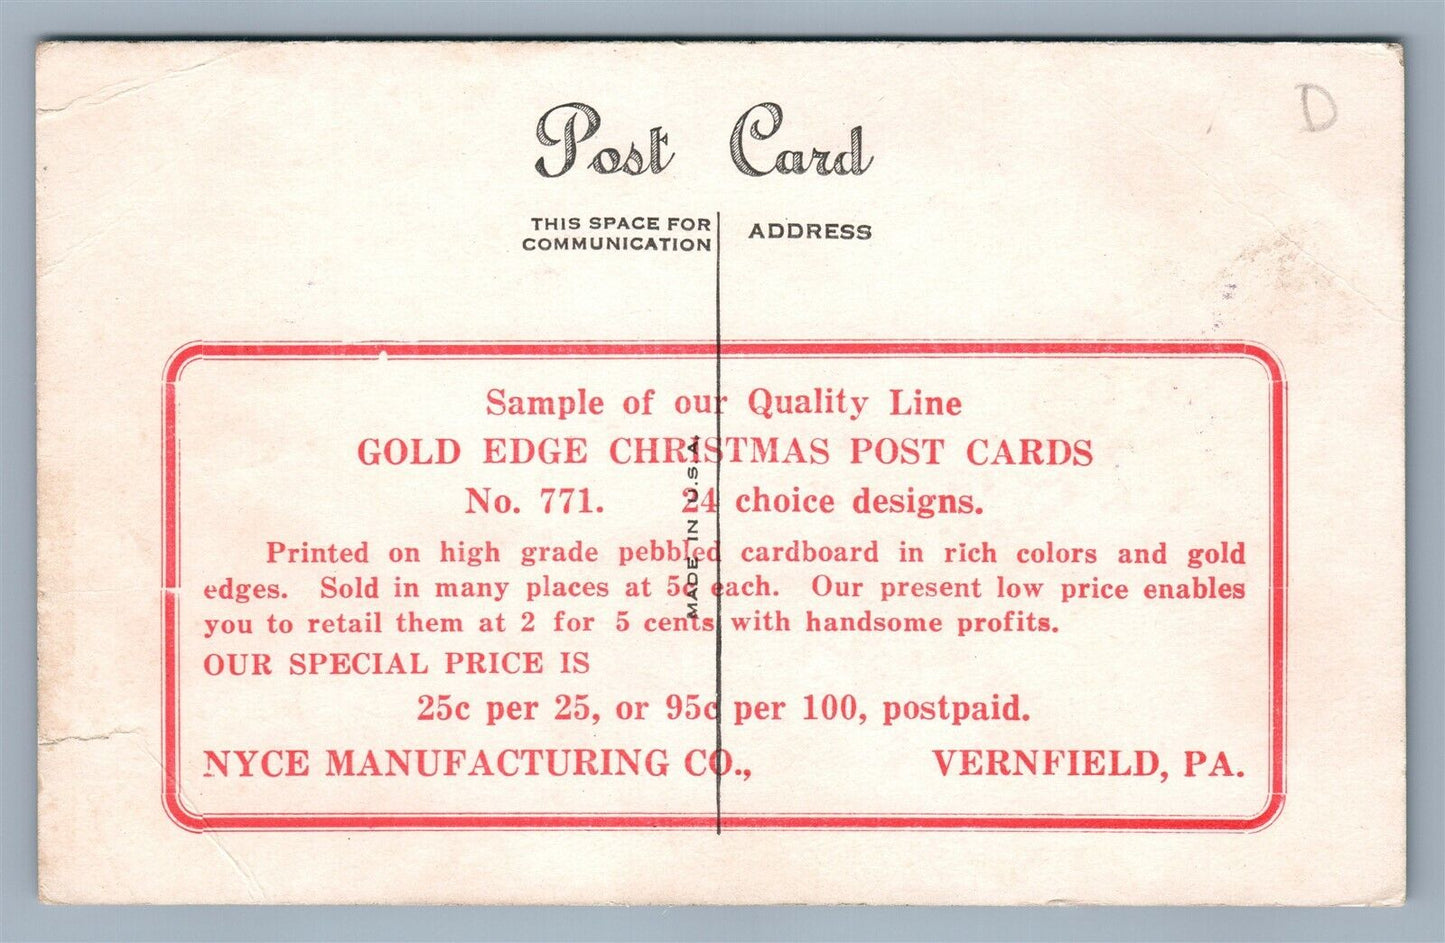 D
Post Card
THIS SPACE FOR
COMMUNICATION
ADDRESS
MADE IN U.S.A.
Sample of our Quality Line
GOLD EDGE CHRISTMAS POST CARDS
No. 771. 24 choice designs.
Printed on high grade pebbled cardboard in rich colors and gold
edges. Sold in many places at 5c each. Our present low price enables
you to retail them at 2 for 5 cents with handsome profits.
OUR SPECIAL PRICE IS
25c per 25, or 95c per 100, postpaid.
NYCE MANUFACTURING CO., VERNFIELD, PA.